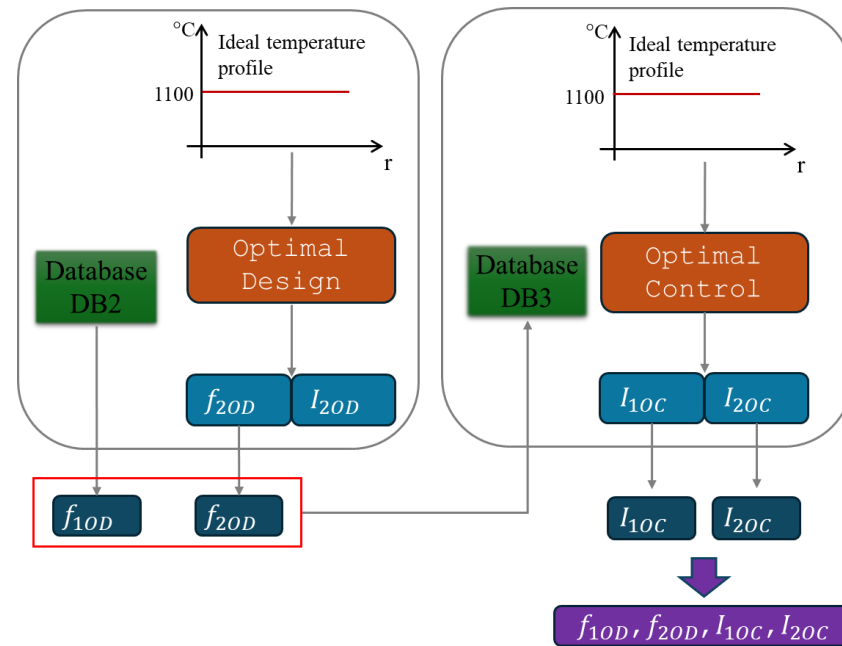 °C
Ideal temperature
profile
1100
r
Database
DB2
Optimal
Design
f₂OD
I₂OD
f₁OD
f₂OD
°C
Ideal temperature
profile
1100
r
Database
DB3
Optimal
Control
I₁OC
I₂OC
I₁OC
I₂OC
f₁OD, f₂OD, I₁OC, I₂OC